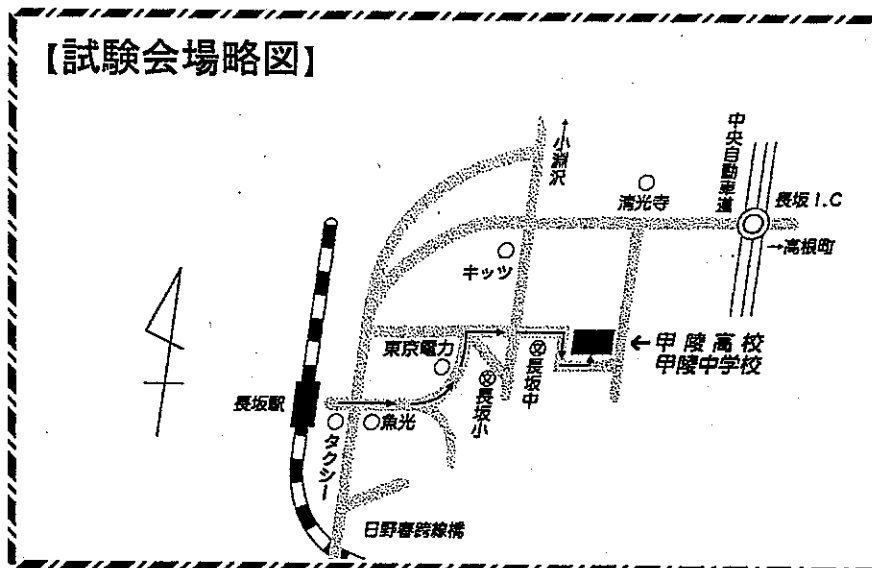 【試験会場略図】
中央自動車道
小淵沢
清光寺
長坂I.C
→高根町
キッツ
東京電力
←甲陵高校
甲陵中学校
文長坂中
文長坂小
長坂駅
魚光
タクシー
日野春跨線橋